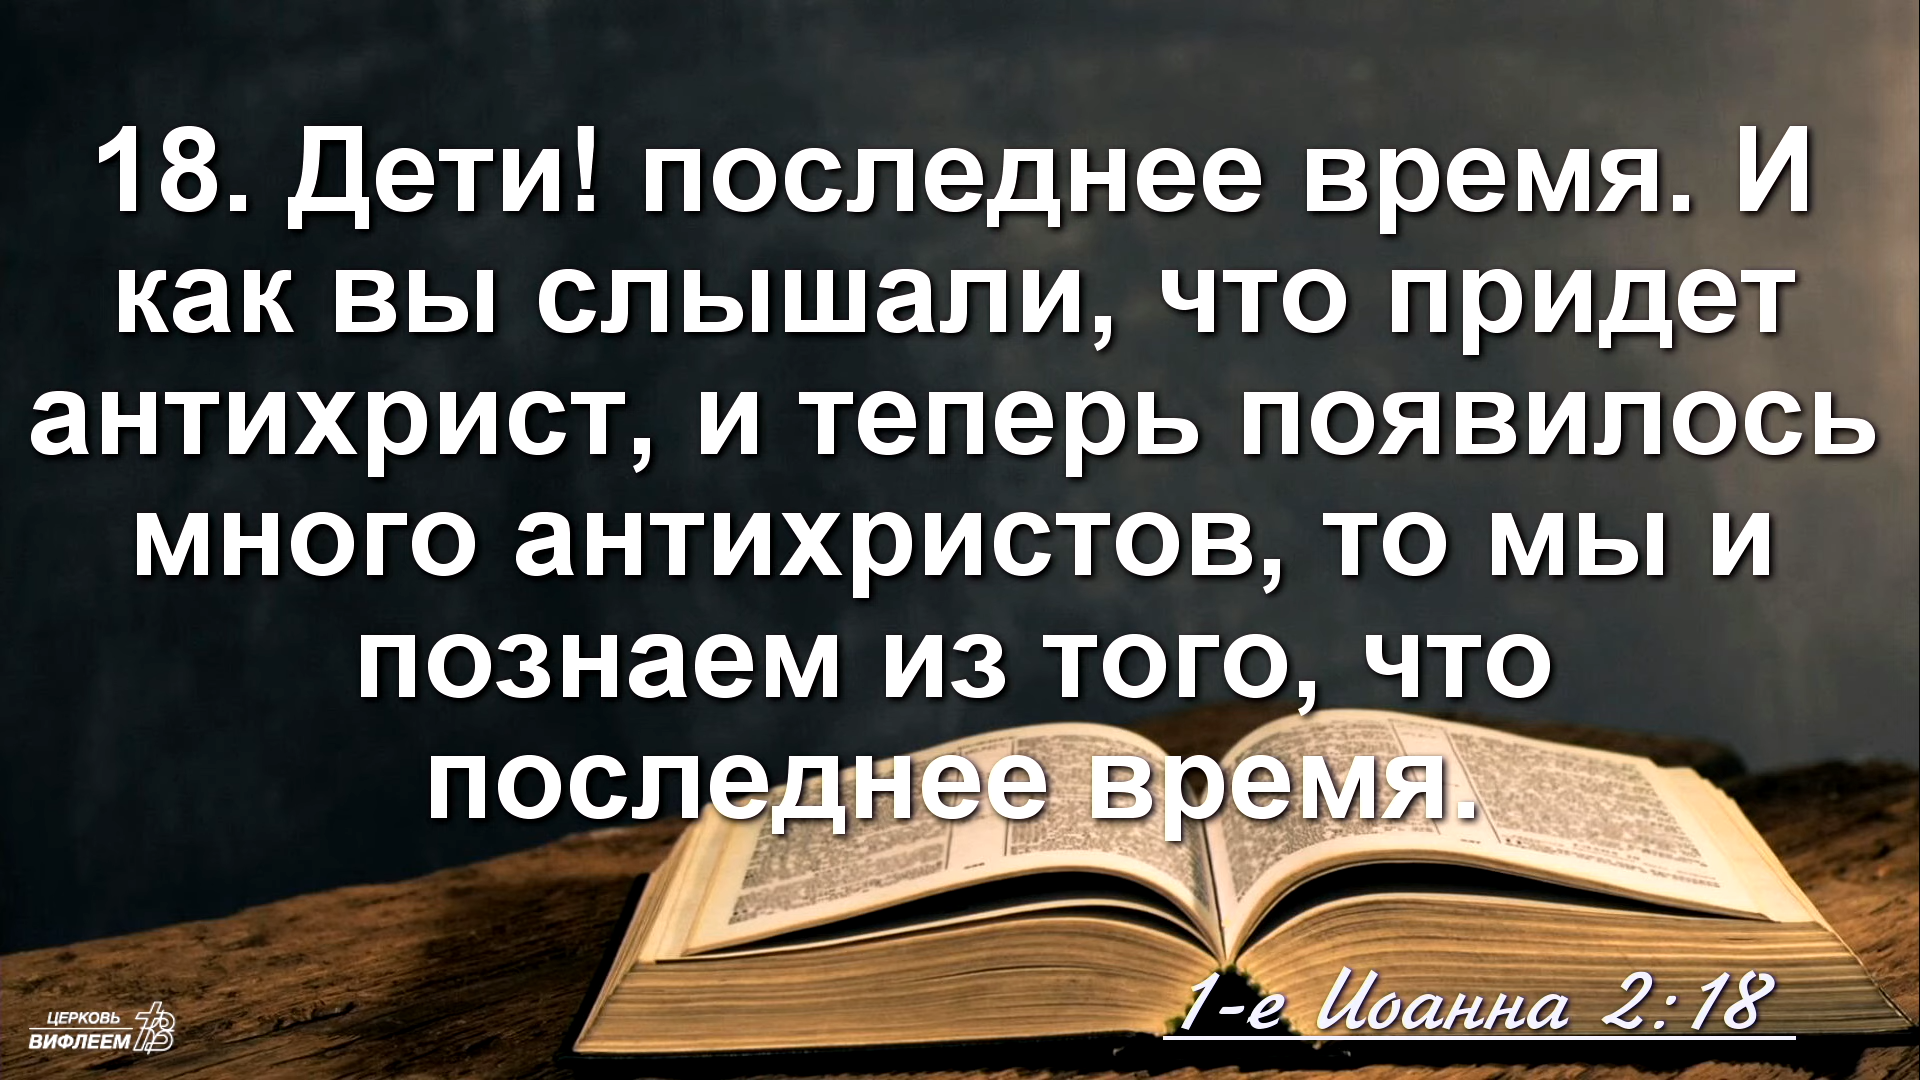 18. Дети! последнее время. И
как вы слышали, что придет
антихрист, и теперь появилось
много антихристов, то мы и
познаем из того, что
последнее время.
1-е Иоанна 2:18
ЦЕРКОВЬ
ВИФЛЕЕМ